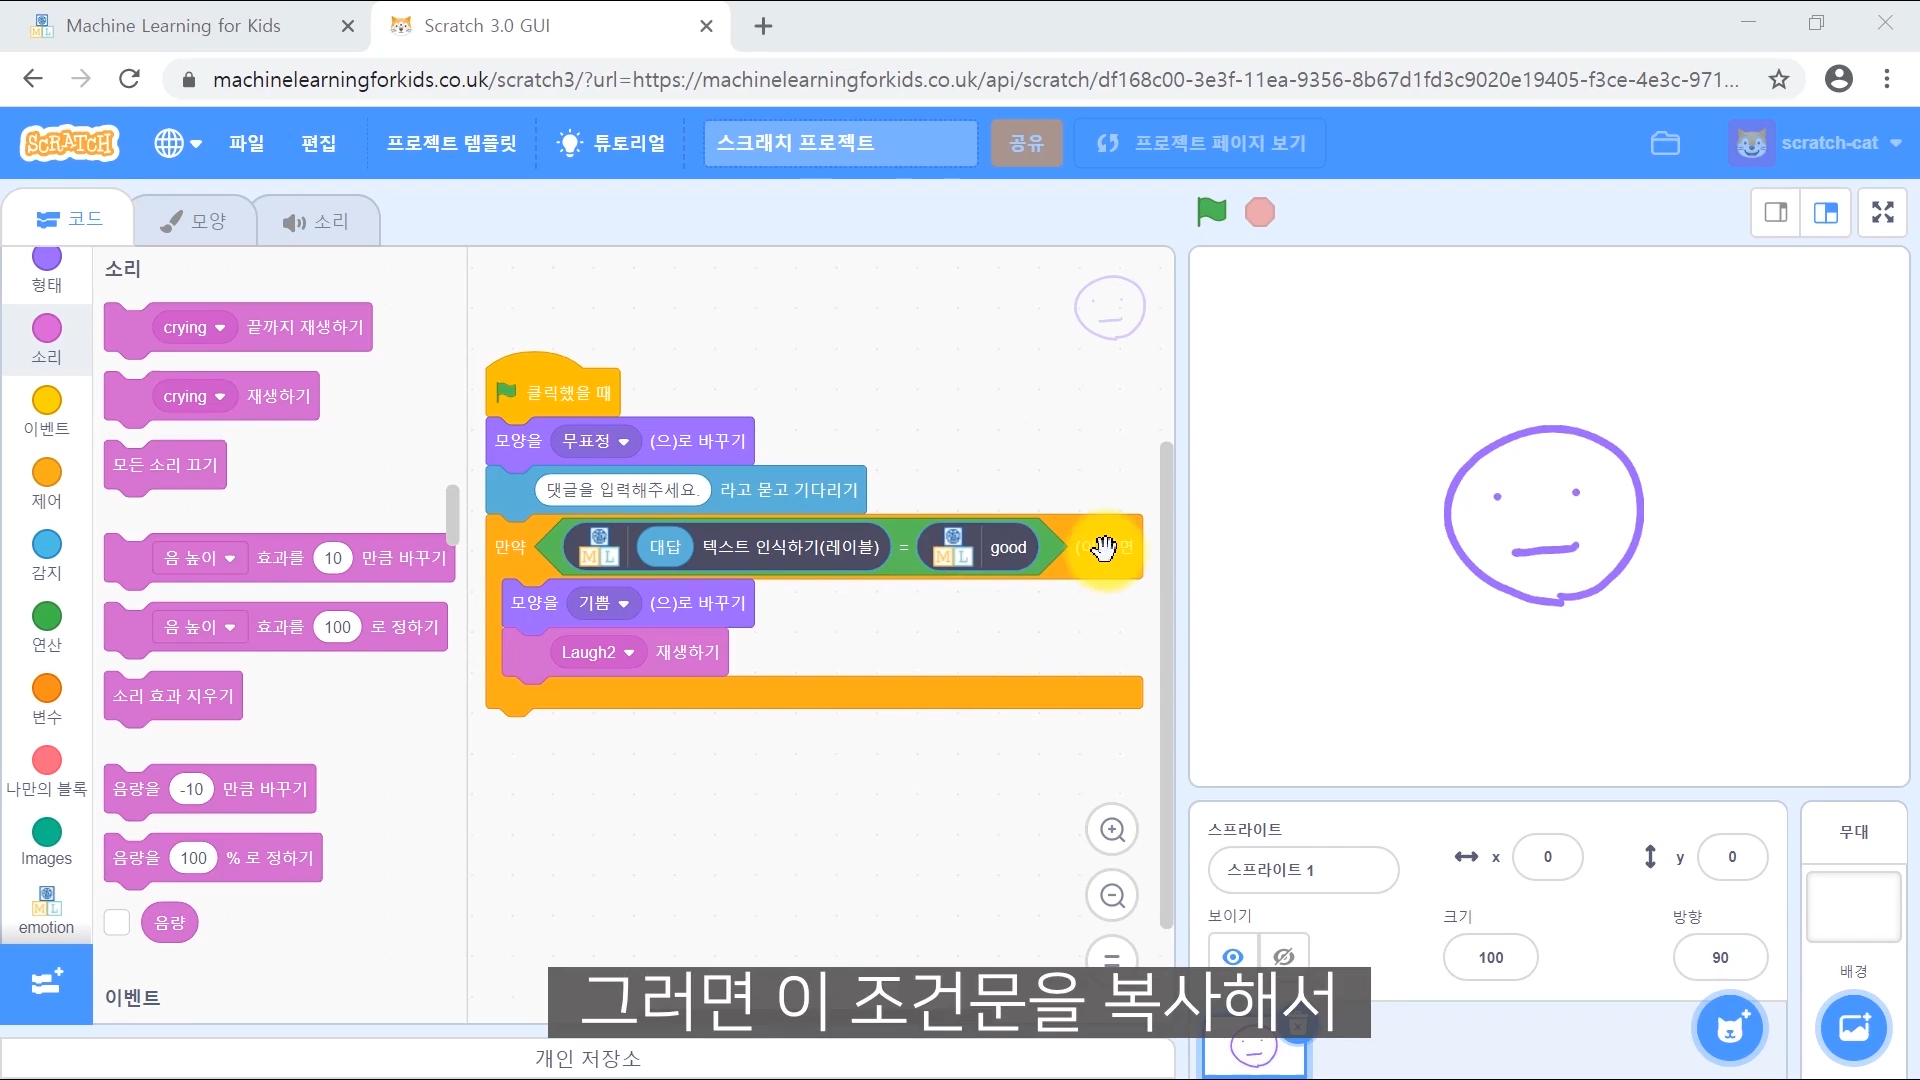 Machine Learning for Kids
Scratch 3.0 GUI
machinelearningforkids.co.uk/scratch3/?url=https://machinelearningforkids.co.uk/api/scratch/df168c00-3e3f-11ea-9356-8b67d1fd3c9020e19405-f3ce-4e3c-971...
SCRATCH
파일
편집
프로젝트 템플릿
튜토리얼
스크래치 프로젝트
공유
프로젝트 페이지 보기
scratch-cat
코드
모양
소리
형태
소리
이벤트
제어
감지
연산
변수
나만의 블록
Images
ML
emotion
소리
crying 끝까지 재생하기
crying 재생하기
모든 소리 끄기
음 높이 효과를 10 만큼 바꾸기
음 높이 효과를 100 로 정하기
소리 효과 지우기
음량을 -10 만큼 바꾸기
음량을 100 % 로 정하기
음량
이벤트
클릭했을 때
모양을 무표정 (으)로 바꾸기
댓글을 입력해주세요. 라고 묻고 기다리기
만약 ML 대답 텍스트 인식하기(레이블) = ML good
모양을 기쁨 (으)로 바꾸기
Laugh2 재생하기
스프라이트
스프라이트 1
x 0
y 0
보이기
크기
100
방향
90
무대
배경
그러면 이 조건문을 복사해서
개인 저장소